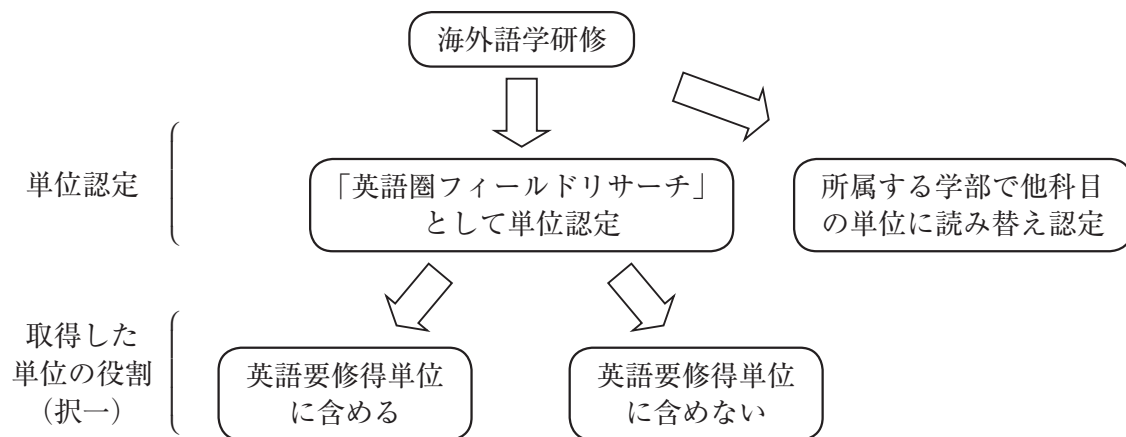 海外語学研修
単位認定
「英語圏フィールドリサーチ」
として単位認定
所属する学部で他科目
の単位に読み替え認定
取得した
単位の役割
（択一）
英語要修得単位
に含める
英語要修得単位
に含めない